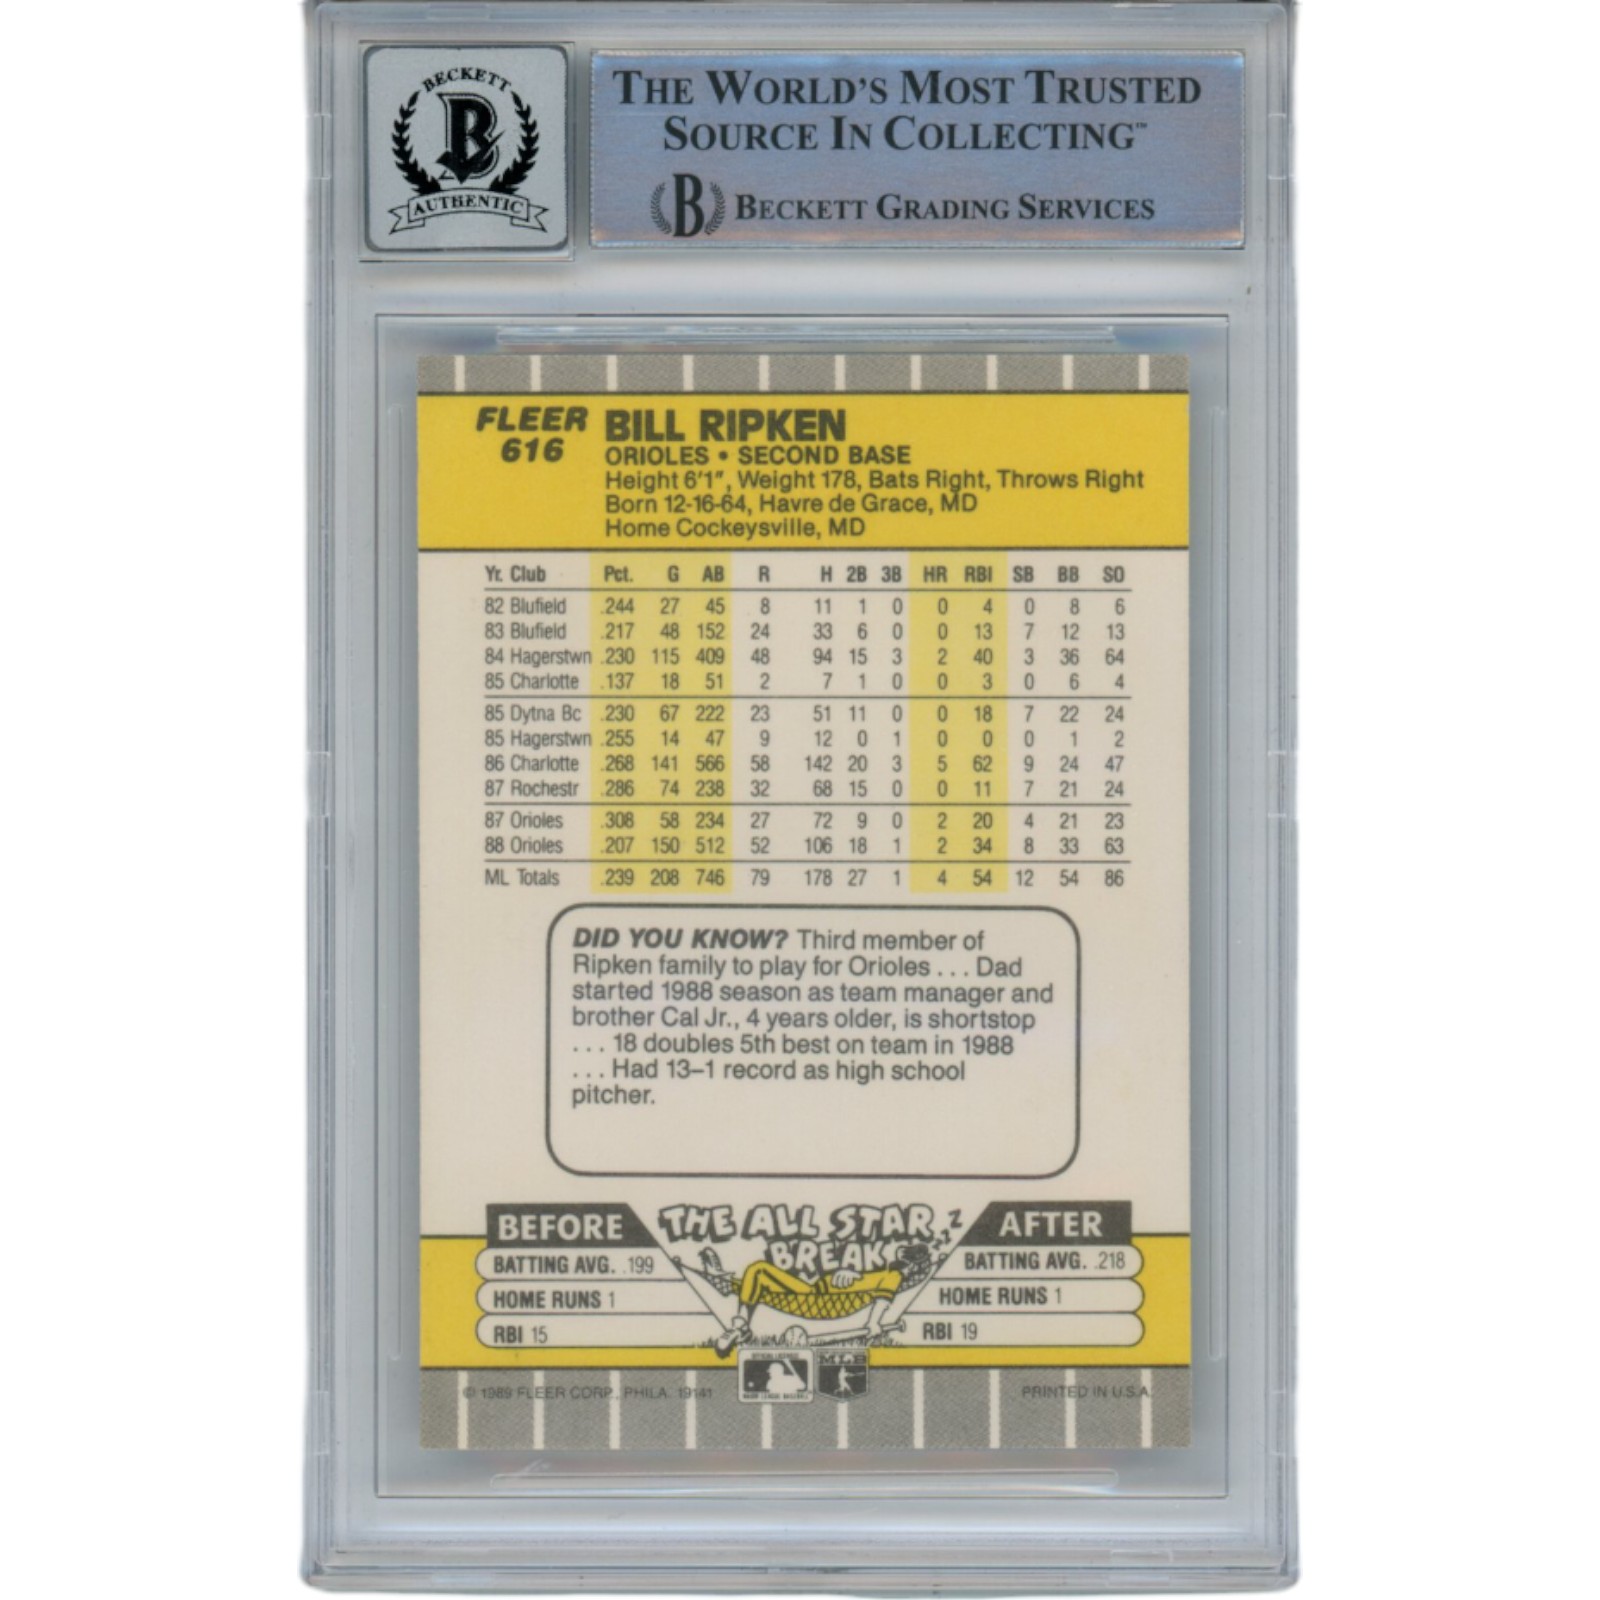 BECKETT
B
AUTHENTIC
THE WORLD'S MOST TRUSTED
SOURCE IN COLLECTING™
B BECKETT GRADING SERVICES
FLEER
616
BILL RIPKEN
ORIOLES • SECOND BASE
Height 6'1", Weight 178, Bats Right, Throws Right
Born 12-16-64, Havre de Grace, MD
Home Cockeysville, MD
Yr. Club Pct. G AB R H 2B 3B HR RBI SB BB SO
82 Blufield .244 27 45 8 11 1 0 0 4 0 8 6
83 Blufield .217 48 152 24 33 6 0 0 13 7 12 13
84 Hagerstwn .230 115 409 48 94 15 3 2 40 3 36 64
85 Charlotte .137 18 51 2 7 1 0 0 3 0 6 4
85 Dytna Bc .230 67 222 23 51 11 0 0 18 7 22 24
85 Hagerstwn .255 14 47 9 12 0 1 0 0 0 1 2
86 Charlotte .268 141 566 58 142 20 3 5 62 9 24 47
87 Rochestr .286 74 238 32 68 15 0 0 11 7 21 24
87 Orioles .308 58 234 27 72 9 0 2 20 4 21 23
88 Orioles .207 150 512 52 106 18 1 2 34 8 33 63
ML Totals .239 208 746 79 178 27 1 4 54 12 54 86
DID YOU KNOW? Third member of
Ripken family to play for Orioles . . . Dad
started 1988 season as team manager and
brother Cal Jr., 4 years older, is shortstop
. . . 18 doubles 5th best on team in 1988
. . . Had 13–1 record as high school
pitcher.
BEFORE
BATTING AVG. .199
HOME RUNS 1
RBI 15
THE ALL STAR
BREAK
Z Z Z
AFTER
BATTING AVG. .218
HOME RUNS 1
RBI 19
MLB
© 1989 FLEER CORP., PHILA. 19141
PRINTED IN U.S.A.